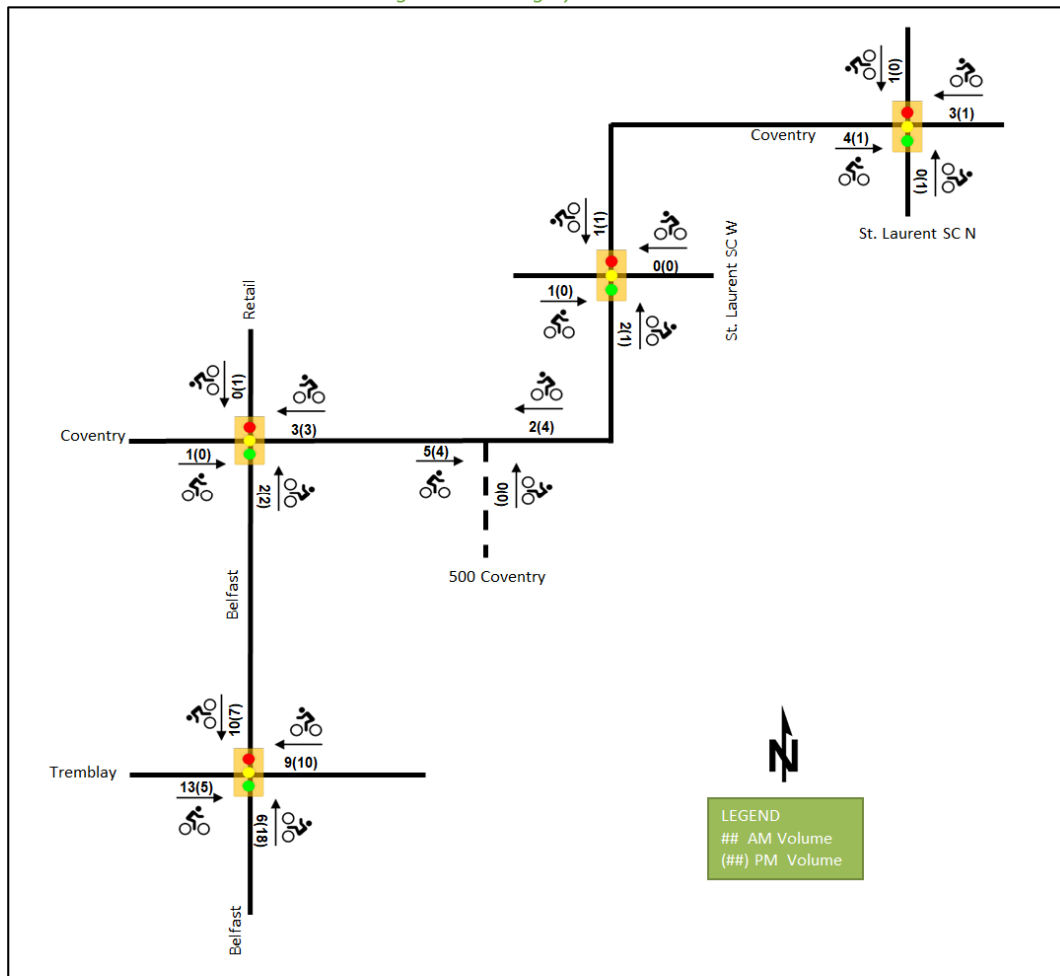 1(0)
3(1)
Coventry
4(1)
0(1)
St. Laurent SC N
1(1)
0(0)
St. Laurent SC W
1(0)
2(1)
Retail
0(1)
2(4)
Coventry
3(3)
5(4)
1(0)
2(2)
0(0)
500 Coventry
Belfast
10(7)
9(10)
Tremblay
13(5)
6(18)
N
LEGEND
## AM Volume
(##) PM Volume
Belfast